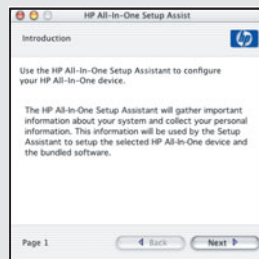 HP All-In-One Setup Assist
Introduction
hp
Use the HP All-In-One Setup Assistant to configure
your HP All-In-One device.
The HP All-In-One Setup Assistant will gather important
information about your system and collect your personal
information. This information will be used by the Setup
Assistant to setup the selected HP All-In-One device and
the bundled software.
Page 1
Back
Next